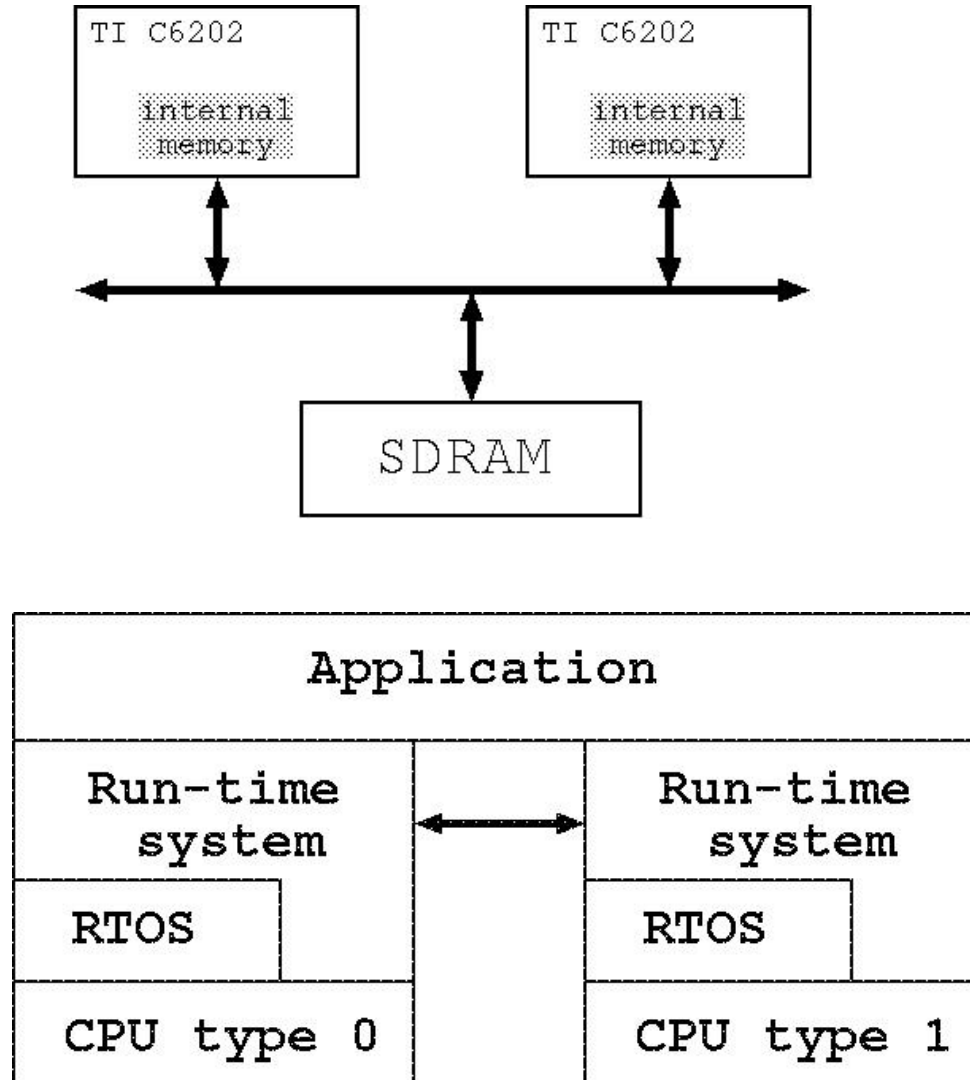 TI C6202
internal
memory
TI C6202
internal
memory
SDRAM
Application
Run-time
system
RTOS
CPU type 0
Run-time
system
RTOS
CPU type 1